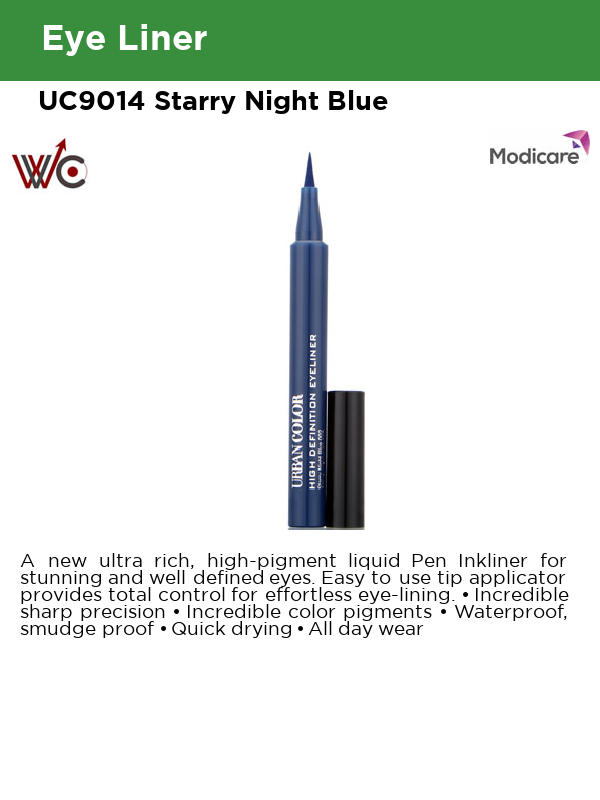 Eye Liner
UC9014 Starry Night Blue
WC
Modicare
URBAN COLOR
HIGH DEFINITION EYELINER
A new ultra rich, high-pigment liquid Pen Inkliner for
stunning and well defined eyes. Easy to use tip applicator
provides total control for effortless eye-lining. • Incredible
sharp precision • Incredible color pigments • Waterproof,
smudge proof • Quick drying • All day wear